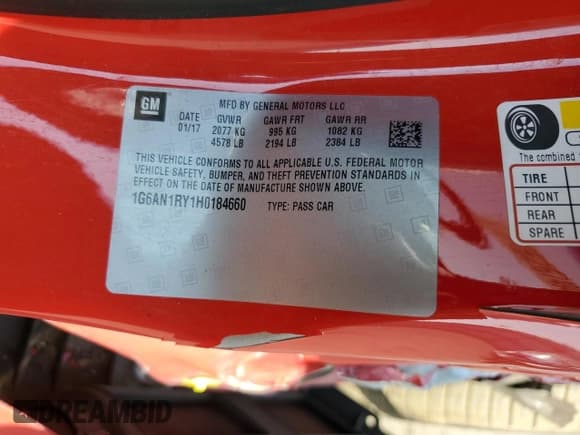 GM
MFD BY GENERAL MOTORS LLC
DATE GVWR GAWR FRT GAWR RR
01/17 2077 KG 995 KG 1082 KG
4578 LB 2194 LB 2384 LB
THIS VEHICLE CONFORMS TO ALL APPLICABLE U.S. FEDERAL MOTOR
VEHICLE SAFETY, BUMPER, AND THEFT PREVENTION STANDARDS IN
EFFECT ON THE DATE OF MANUFACTURE SHOWN ABOVE.
1G6AN1RY1H0184660 TYPE: PASS CAR
The combined
TIRE
FRONT
REAR
SPARE
DREAMBID